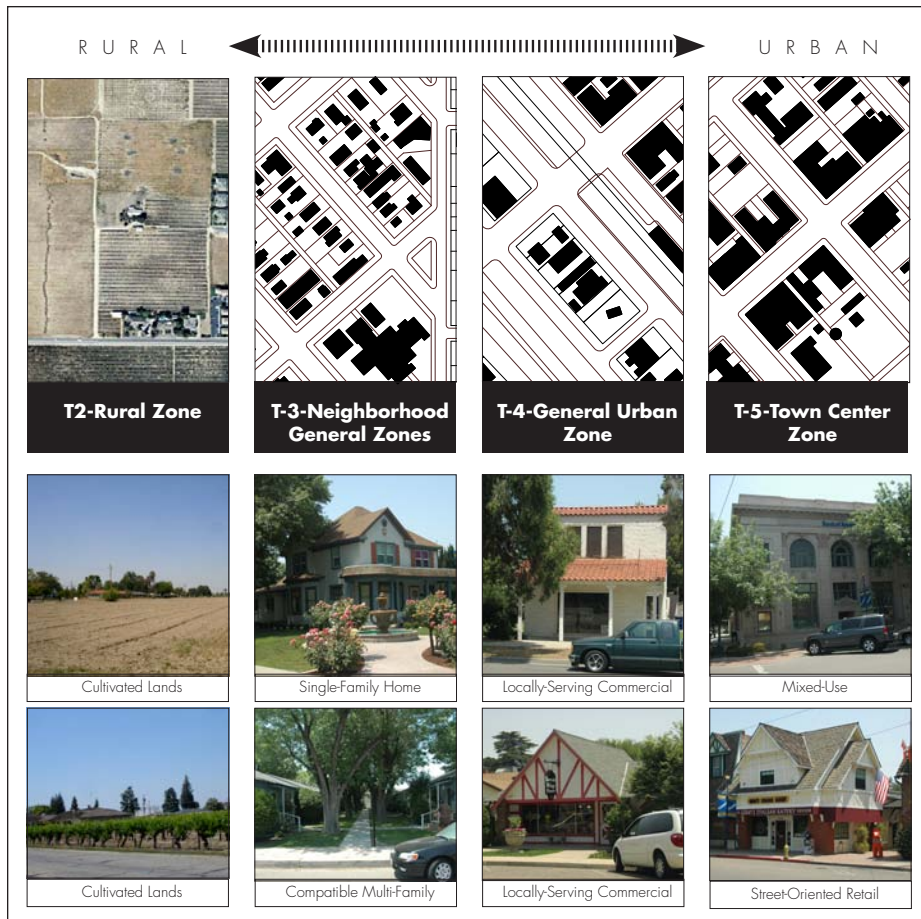 RURAL
URBAN
T2-Rural Zone
T-3-Neighborhood
General Zones
T-4-General Urban
Zone
T-5-Town Center
Zone
Cultivated Lands
Single-Family Home
Locally-Serving Commercial
Mixed-Use
Cultivated Lands
Compatible Multi-Family
Locally-Serving Commercial
Street-Oriented Retail